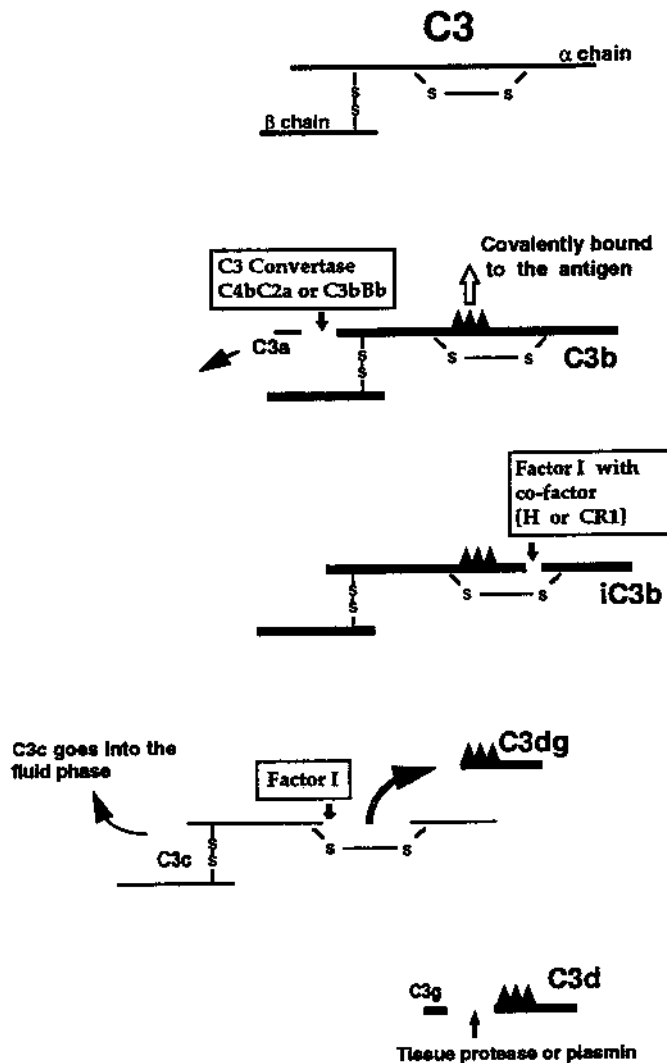 C3
α chain
S
S
S S
β chain
Covalently bound
to the antigen
C3 Convertase
C4bC2a or C3bBb
C3a
C3b
S
S
S S
Factor I with
co-factor
[H or CR1]
iC3b
S
S
S S
C3c goes into the
fluid phase
C3dg
Factor I
C3c
S
S
S S
C3g
C3d
Tissue protease or plasmin